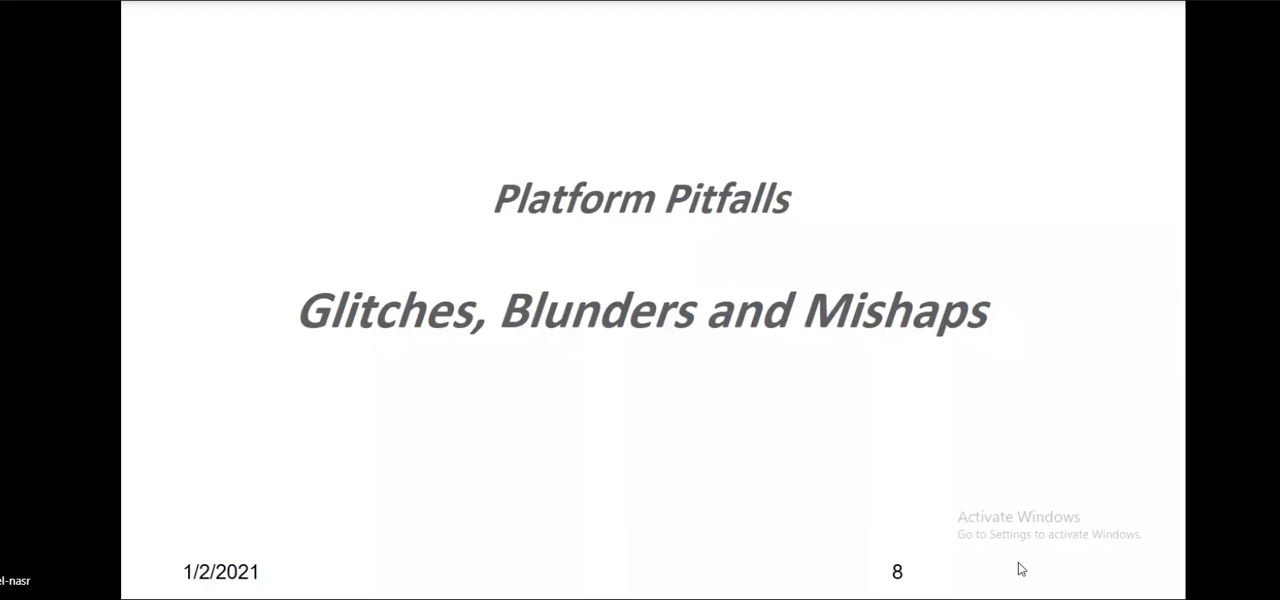 Platform Pitfalls
Glitches, Blunders and Mishaps
Activate Windows
Go to Settings to activate Windows.
1/2/2021
8
el-nasr